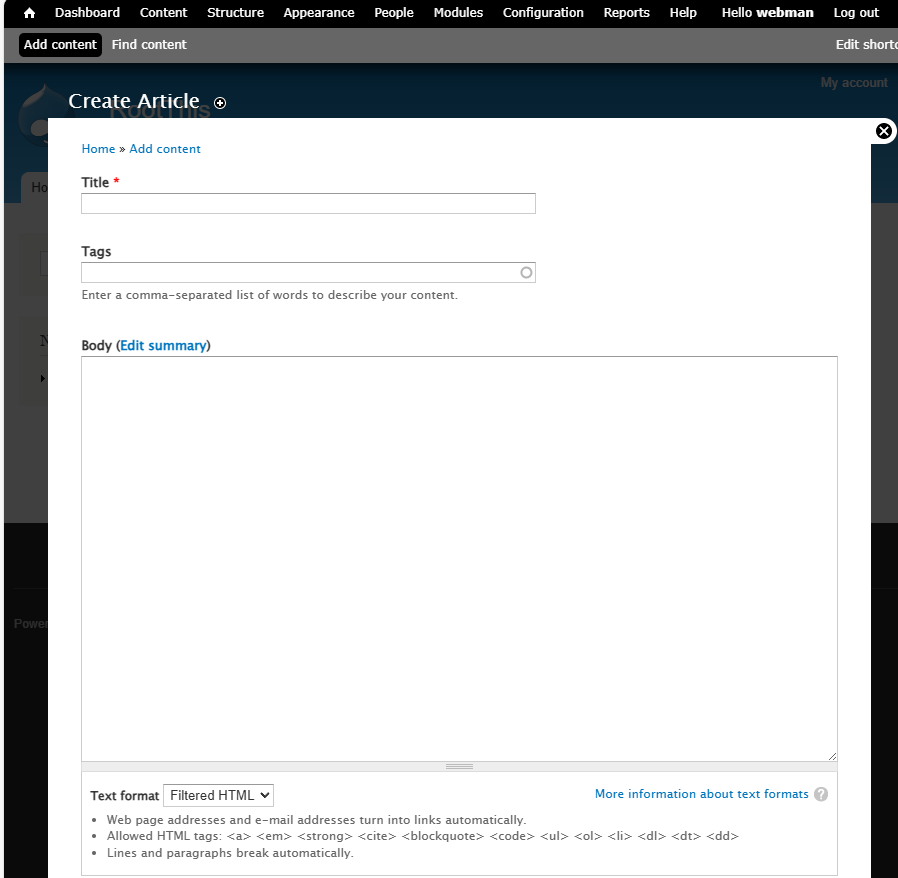 Dashboard Content Structure Appearance People Modules Configuration Reports Help Hello webman Log out
Add content Find content Edit shortc
My account
Create Article
RootThis
Home » Add content
Ho
Title *
Tags
Enter a comma-separated list of words to describe your content.
Body (Edit summary)
N
Power
Text format Filtered HTML More information about text formats ?
• Web page addresses and e-mail addresses turn into links automatically.
• Allowed HTML tags: <a> <em> <strong> <cite> <blockquote> <code> <ul> <ol> <li> <dl> <dt> <dd>
• Lines and paragraphs break automatically.